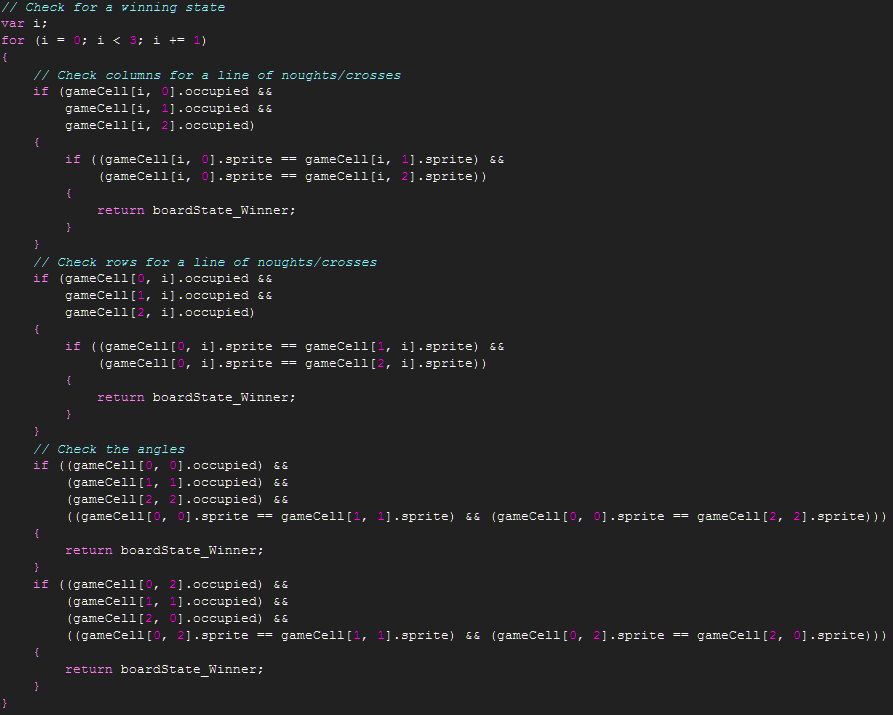 // Check for a winning state
var i;
for (i = 0; i < 3; i += 1)
{
    // Check columns for a line of noughts/crosses
    if (gameCell[i, 0].occupied &&
        gameCell[i, 1].occupied &&
        gameCell[i, 2].occupied)
    {
        if ((gameCell[i, 0].sprite == gameCell[i, 1].sprite) &&
            (gameCell[i, 0].sprite == gameCell[i, 2].sprite))
        {
            return boardState_Winner;
        }
    }
    // Check rows for a line of noughts/crosses
    if (gameCell[0, i].occupied &&
        gameCell[1, i].occupied &&
        gameCell[2, i].occupied)
    {
        if ((gameCell[0, i].sprite == gameCell[1, i].sprite) &&
            (gameCell[0, i].sprite == gameCell[2, i].sprite))
        {
            return boardState_Winner;
        }
    }
    // Check the angles
    if ((gameCell[0, 0].occupied) &&
        (gameCell[1, 1].occupied) &&
        (gameCell[2, 2].occupied) &&
        ((gameCell[0, 0].sprite == gameCell[1, 1].sprite) && (gameCell[0, 0].sprite == gameCell[2, 2].sprite)))
    {
        return boardState_Winner;
    }
    if ((gameCell[0, 2].occupied) &&
        (gameCell[1, 1].occupied) &&
        (gameCell[2, 0].occupied) &&
        ((gameCell[0, 2].sprite == gameCell[1, 1].sprite) && (gameCell[0, 2].sprite == gameCell[2, 0].sprite)))
    {
        return boardState_Winner;
    }
}